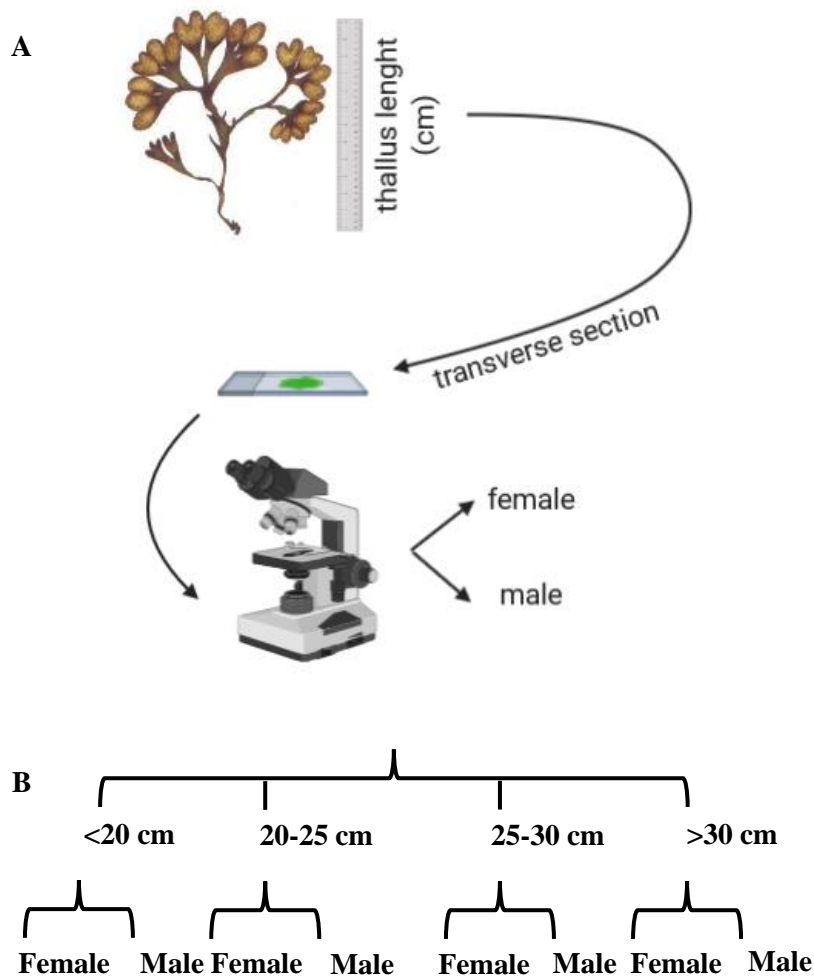 A
thallus lenght
(cm)
transverse section
female
male
B
<20 cm 20-25 cm 25-30 cm >30 cm
Female Male Female Male Female Male Female Male